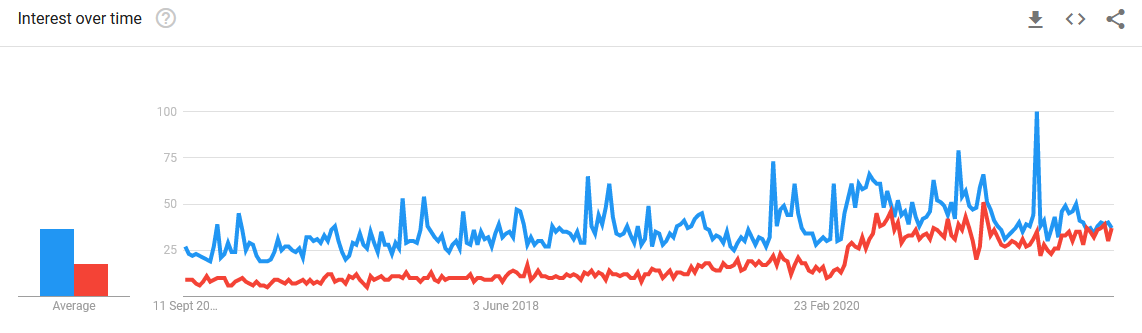 Interest over time
100
75
50
25
Average
11 Sept 20...
3 June 2018
23 Feb 2020